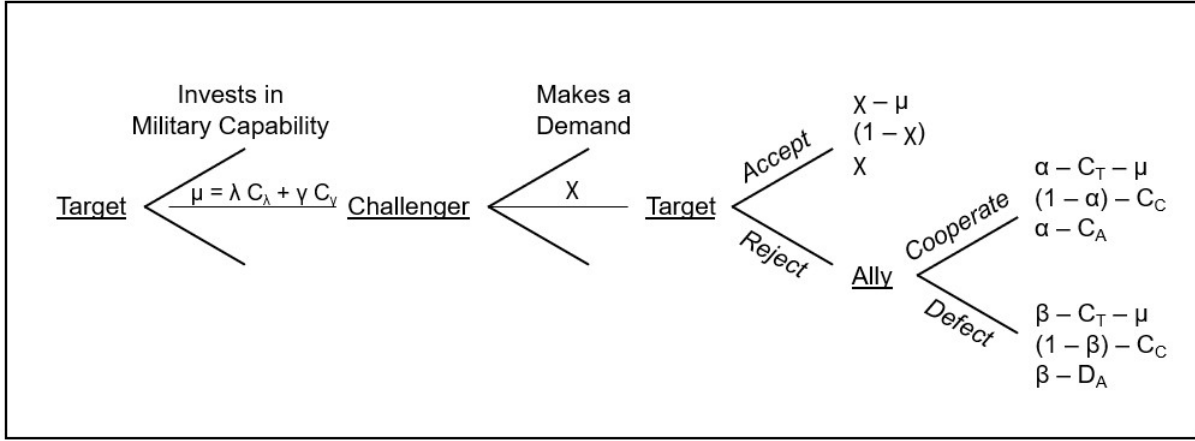 Invests in
Military Capability
Target
μ = λ C_λ + γ C_γ
Challenger
Makes a
Demand
χ
Target
Accept
χ – μ
(1 – χ)
χ
Reject
Ally
Cooperate
α – C_T – μ
(1 – α) – C_C
α – C_A
Defect
β – C_T – μ
(1 – β) – C_C
β – D_A